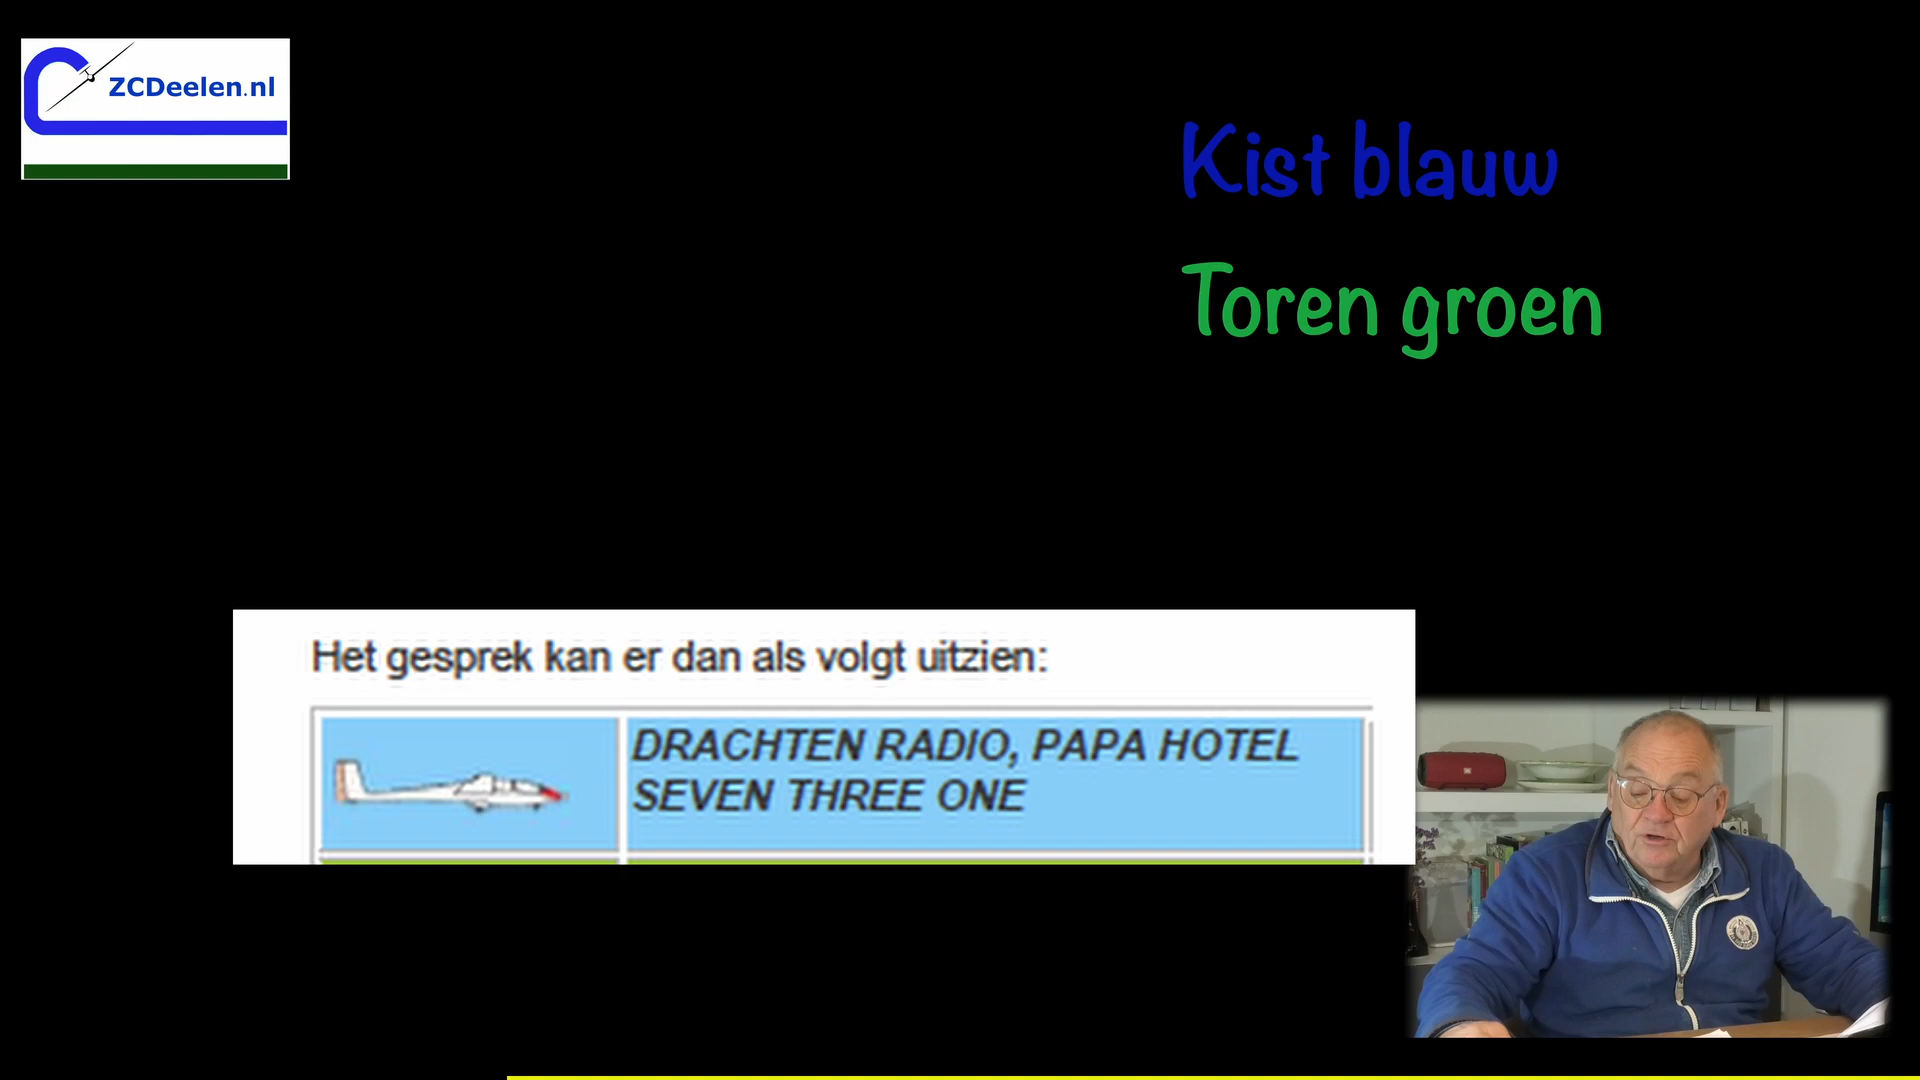 ZCDeelen.nl
Kist blauw
Toren groen
Het gesprek kan er dan als volgt uitzien:
DRACHTEN RADIO, PAPA HOTEL
SEVEN THREE ONE